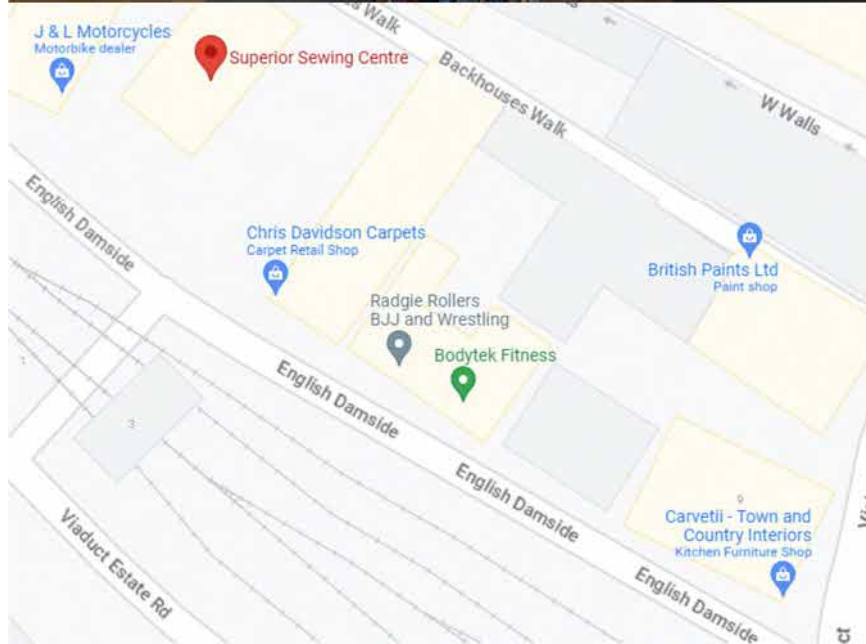 J & L Motorcycles
Motorbike dealer
Superior Sewing Centre
s Walk
Backhouses Walk
W Walls
English Damside
Chris Davidson Carpets
Carpet Retail Shop
British Paints Ltd
Paint shop
Radgie Rollers
BJJ and Wrestling
Bodytek Fitness
English Damside
1
3
English Damside
9
Carvetii - Town and
Country Interiors
Kitchen Furniture Shop
Viaduct Estate Rd
English Damside
ct